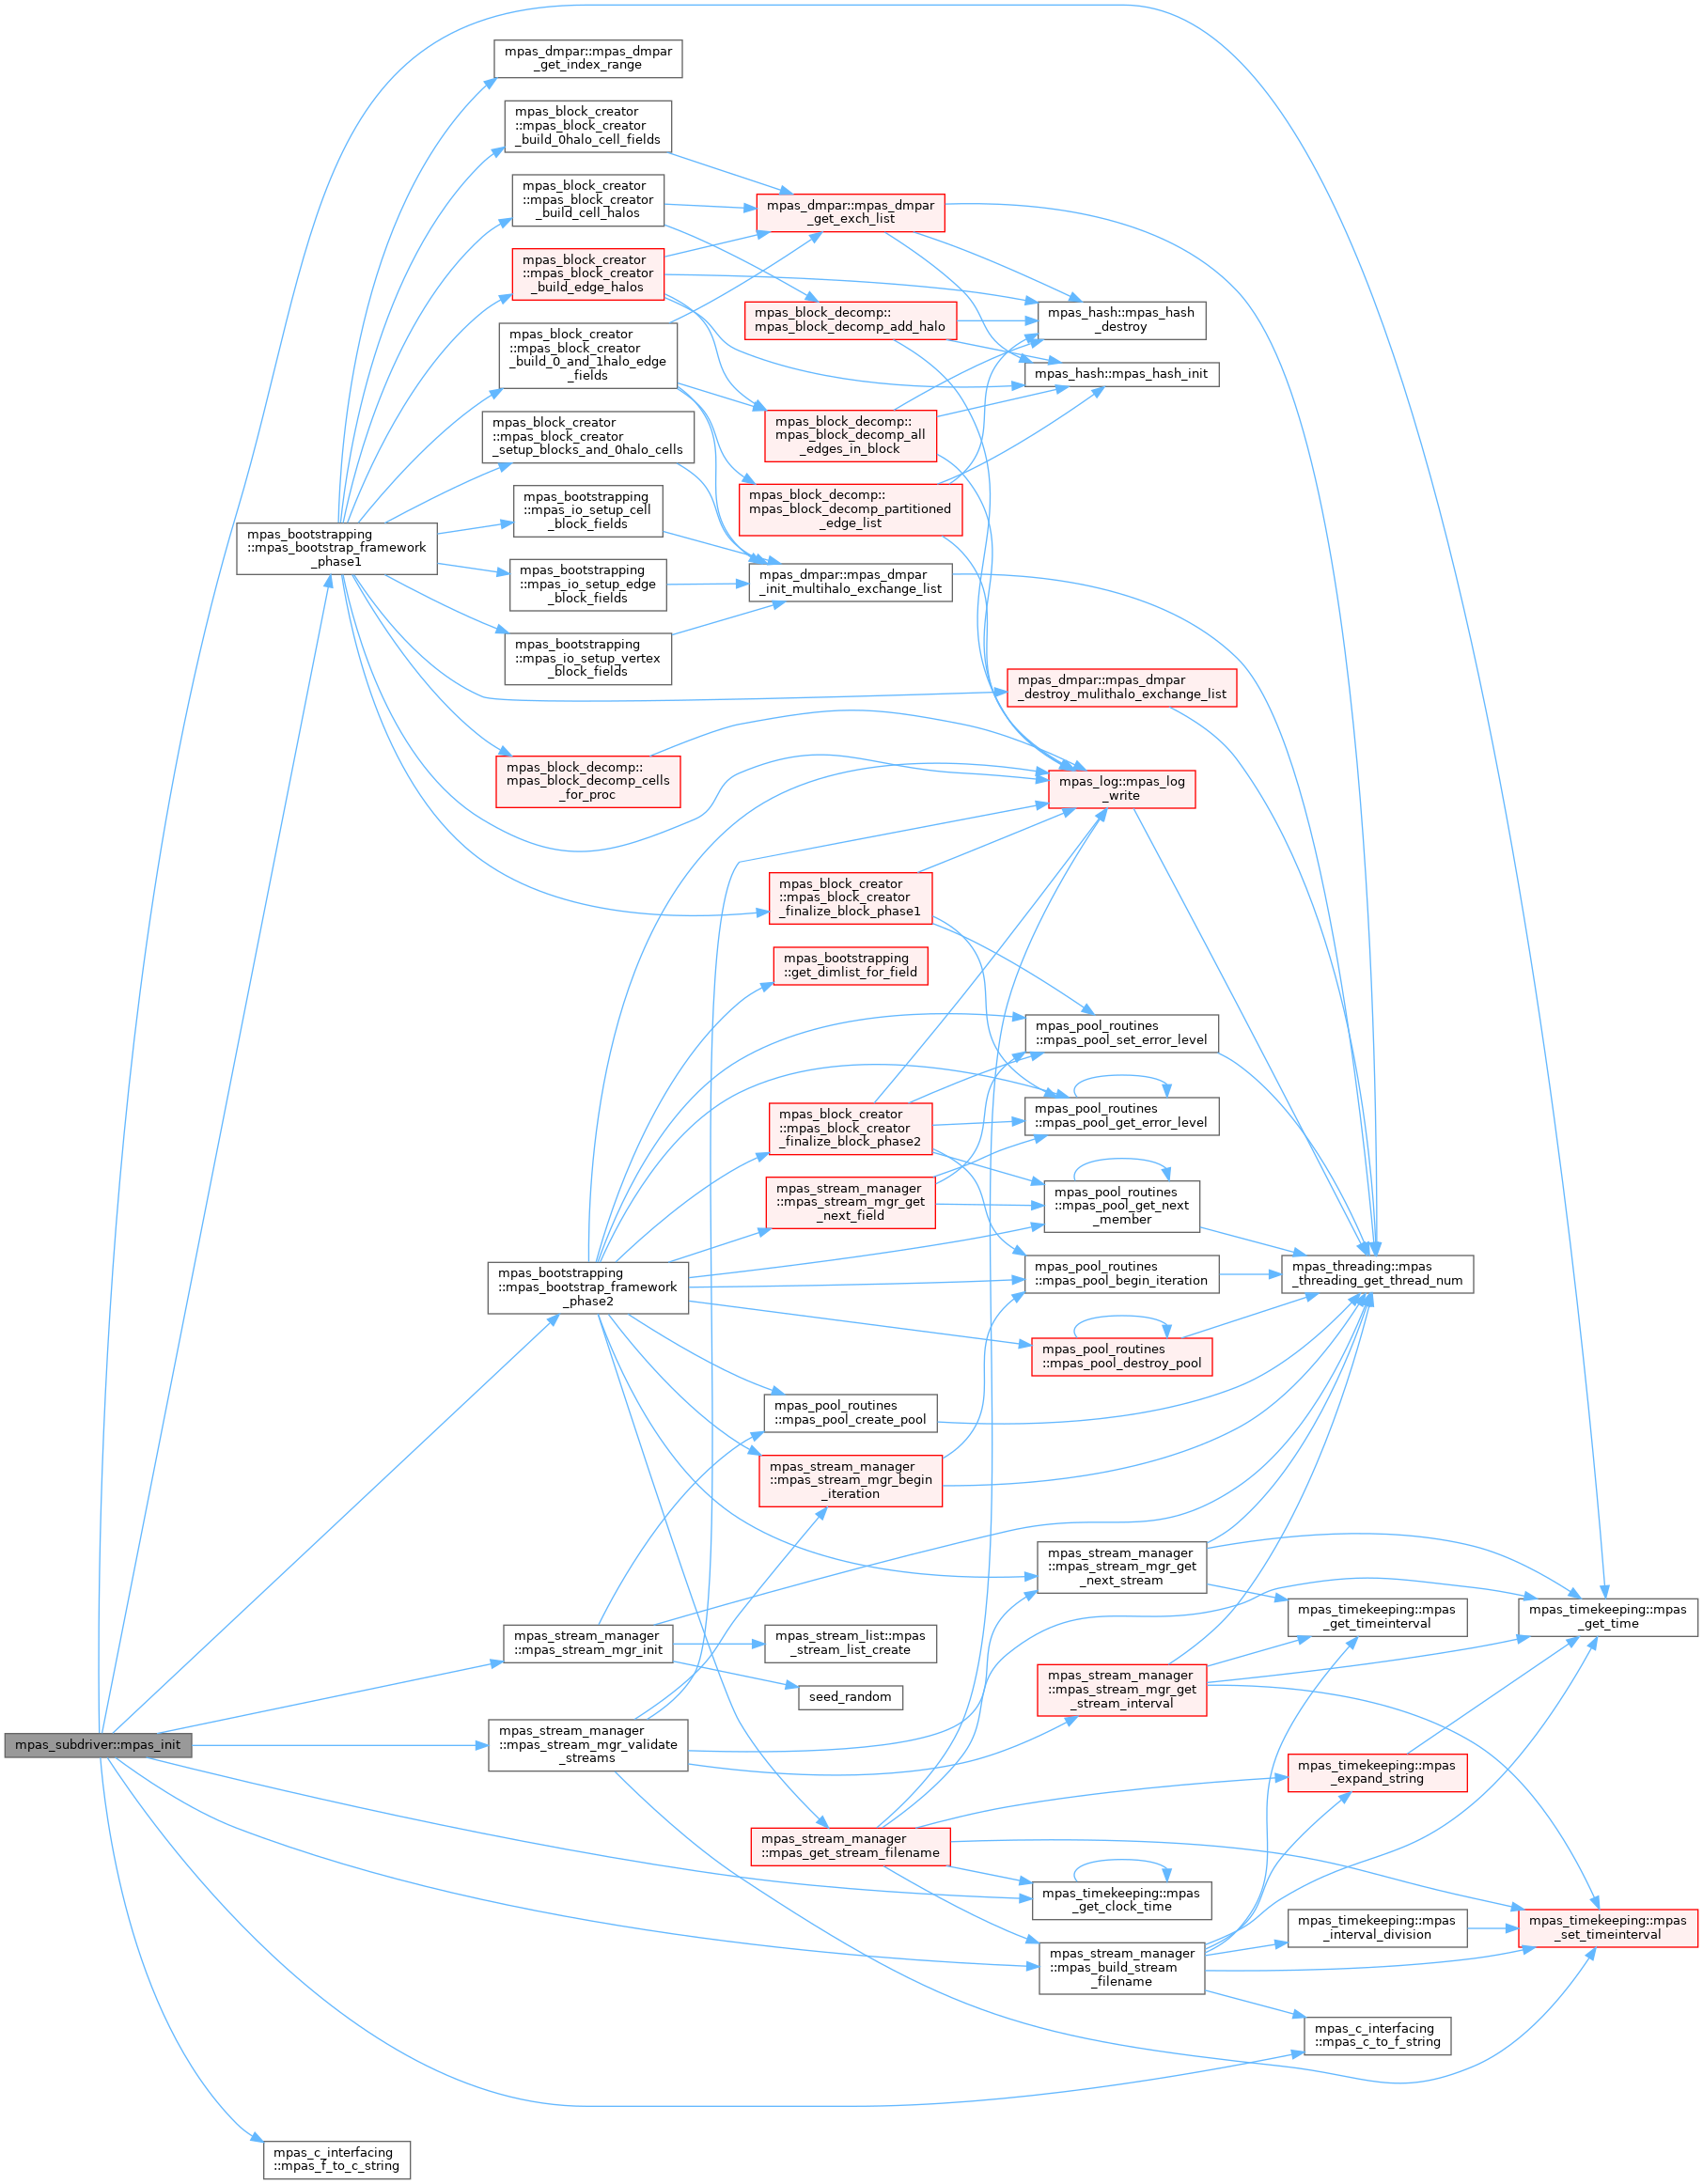 mpas_dmpar::mpas_dmpar
_get_index_range
mpas_block_creator
::mpas_block_creator
_build_0halo_cell_fields
mpas_block_creator
::mpas_block_creator
_build_cell_halos
mpas_dmpar::mpas_dmpar
_get_exch_list
mpas_block_creator
::mpas_block_creator
_build_edge_halos
mpas_block_decomp::
mpas_block_decomp_add_halo
mpas_hash::mpas_hash
_destroy
mpas_block_creator
::mpas_block_creator
_build_0_and_1halo_edge
_fields
mpas_hash::mpas_hash_init
mpas_block_creator
::mpas_block_creator
_setup_blocks_and_0halo_cells
mpas_block_decomp::
mpas_block_decomp_all
_edges_in_block
mpas_bootstrapping
::mpas_io_setup_cell
_block_fields
mpas_block_decomp::
mpas_block_decomp_partitioned
_edge_list
mpas_bootstrapping
::mpas_bootstrap_framework
_phase1
mpas_bootstrapping
::mpas_io_setup_edge
_block_fields
mpas_dmpar::mpas_dmpar
_init_multihalo_exchange_list
mpas_bootstrapping
::mpas_io_setup_vertex
_block_fields
mpas_dmpar::mpas_dmpar
_destroy_mulithalo_exchange_list
mpas_block_decomp::
mpas_block_decomp_cells
_for_proc
mpas_log::mpas_log
_write
mpas_block_creator
::mpas_block_creator
_finalize_block_phase1
mpas_bootstrapping
::get_dimlist_for_field
mpas_pool_routines
::mpas_pool_set_error_level
mpas_block_creator
::mpas_block_creator
_finalize_block_phase2
mpas_pool_routines
::mpas_pool_get_error_level
mpas_stream_manager
::mpas_stream_mgr_get
_next_field
mpas_pool_routines
::mpas_pool_get_next
_member
mpas_bootstrapping
::mpas_bootstrap_framework
_phase2
mpas_pool_routines
::mpas_pool_begin_iteration
mpas_threading::mpas
_threading_get_thread_num
mpas_pool_routines
::mpas_pool_destroy_pool
mpas_pool_routines
::mpas_pool_create_pool
mpas_stream_manager
::mpas_stream_mgr_begin
_iteration
mpas_stream_manager
::mpas_stream_mgr_get
_next_stream
mpas_stream_manager
::mpas_stream_mgr_init
mpas_stream_list::mpas
_stream_list_create
mpas_timekeeping::mpas
_get_timeinterval
mpas_timekeeping::mpas
_get_time
seed_random
mpas_stream_manager
::mpas_stream_mgr_get
_stream_interval
mpas_subdriver::mpas_init
mpas_stream_manager
::mpas_stream_mgr_validate
_streams
mpas_timekeeping::mpas
_expand_string
mpas_stream_manager
::mpas_get_stream_filename
mpas_timekeeping::mpas
_get_clock_time
mpas_timekeeping::mpas
_interval_division
mpas_timekeeping::mpas
_set_timeinterval
mpas_stream_manager
::mpas_build_stream
_filename
mpas_c_interfacing
::mpas_c_to_f_string
mpas_c_interfacing
::mpas_f_to_c_string